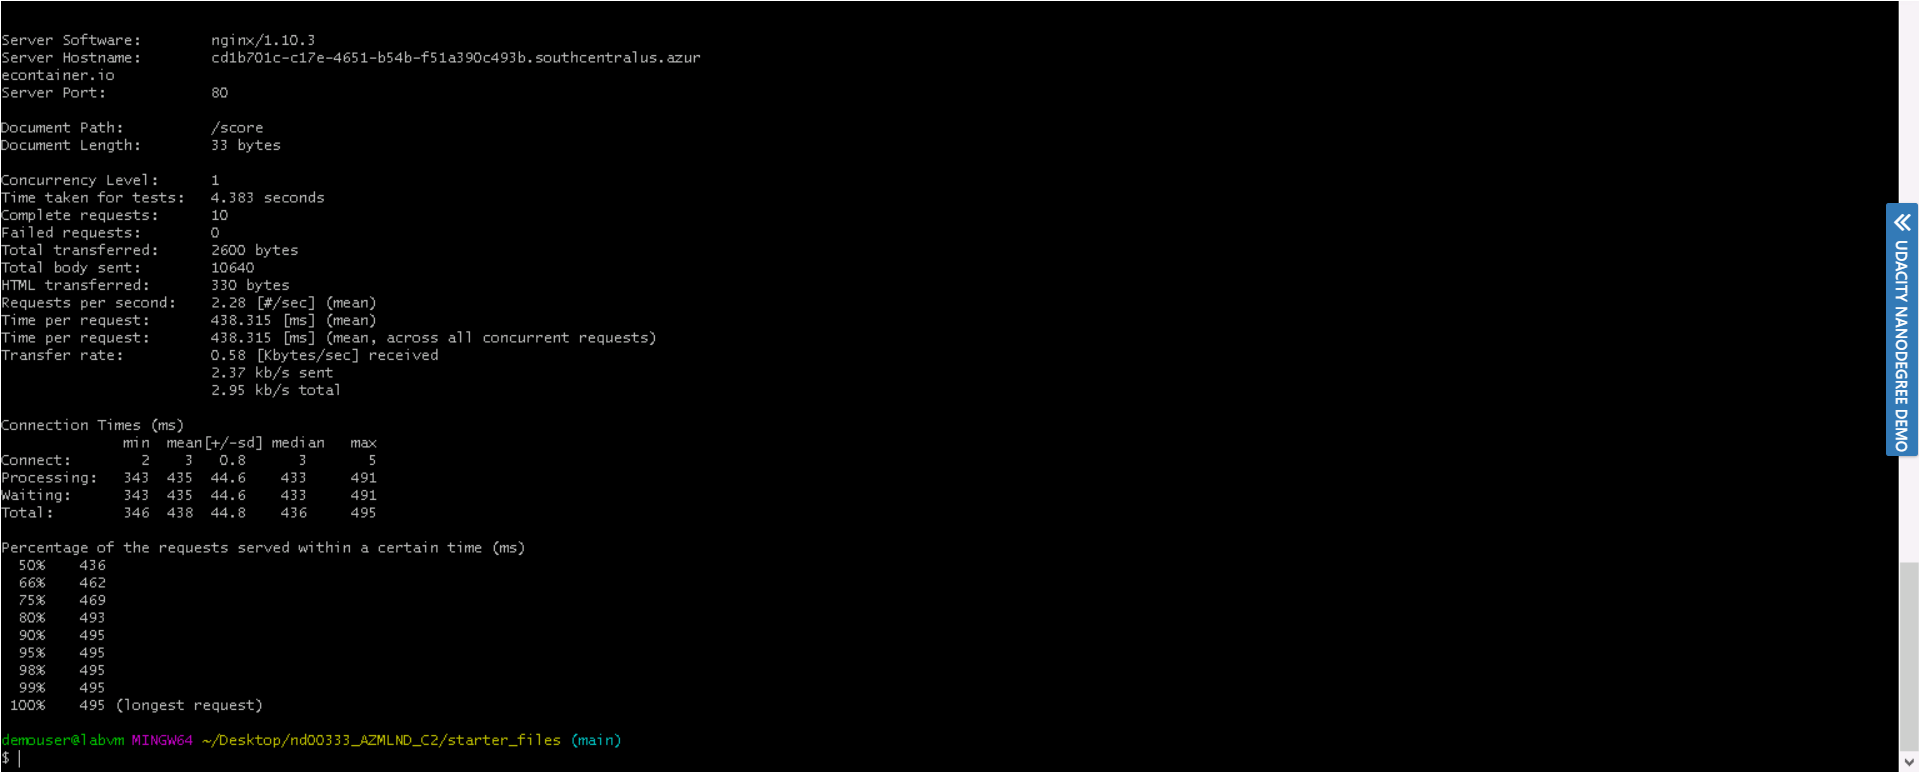 Server Software:        nginx/1.10.3
Server Hostname:        cd1b701c-c17e-4651-b54b-f51a390c493b.southcentralus.azur
econtainer.io
Server Port:            80
Document Path:          /score
Document Length:        33 bytes
Concurrency Level:      1
Time taken for tests:   4.383 seconds
Complete requests:      10
Failed requests:        0
Total transferred:      2600 bytes
Total body sent:        10640
HTML transferred:       330 bytes
Requests per second:    2.28 [#/sec] (mean)
Time per request:       438.315 [ms] (mean)
Time per request:       438.315 [ms] (mean, across all concurrent requests)
Transfer rate:          0.58 [Kbytes/sec] received
                        2.37 kb/s sent
                        2.95 kb/s total
Connection Times (ms)
              min  mean[+/-sd] median   max
Connect:        2    3   0.8      3       5
Processing:   343  435  44.6    433     491
Waiting:      343  435  44.6    433     491
Total:        346  438  44.8    436     495
Percentage of the requests served within a certain time (ms)
  50%    436
  66%    462
  75%    469
  80%    493
  90%    495
  95%    495
  98%    495
  99%    495
 100%    495 (longest request)
demouser@labvm MINGW64 ~/Desktop/nd00333_AZMLND_C2/starter_files (main)
$
UDACITY NANODEGREE DEMO